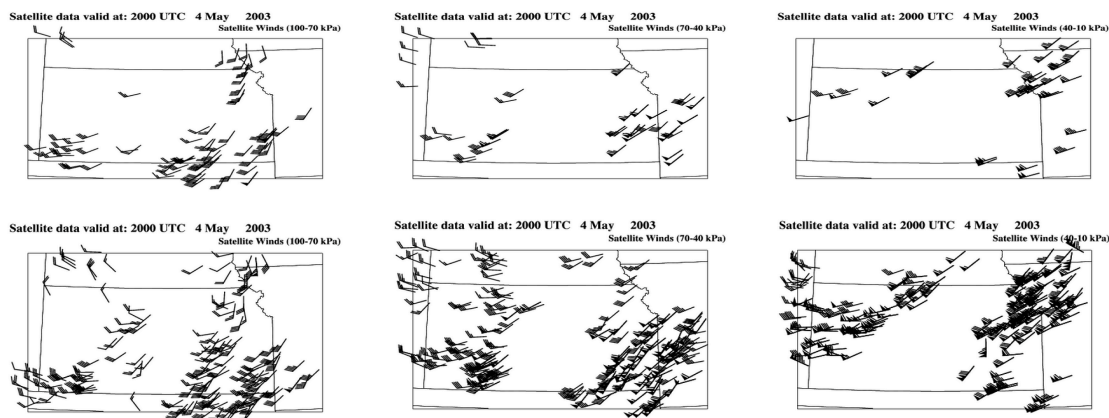 Satellite data valid at: 2000 UTC 4 May 2003
Satellite Winds (100-70 kPa)
Satellite data valid at: 2000 UTC 4 May 2003
Satellite Winds (70-40 kPa)
Satellite data valid at: 2000 UTC 4 May 2003
Satellite Winds (40-10 kPa)
Satellite data valid at: 2000 UTC 4 May 2003
Satellite Winds (100-70 kPa)
Satellite data valid at: 2000 UTC 4 May 2003
Satellite Winds (70-40 kPa)
Satellite data valid at: 2000 UTC 4 May 2003
Satellite Winds (40-10 kPa)